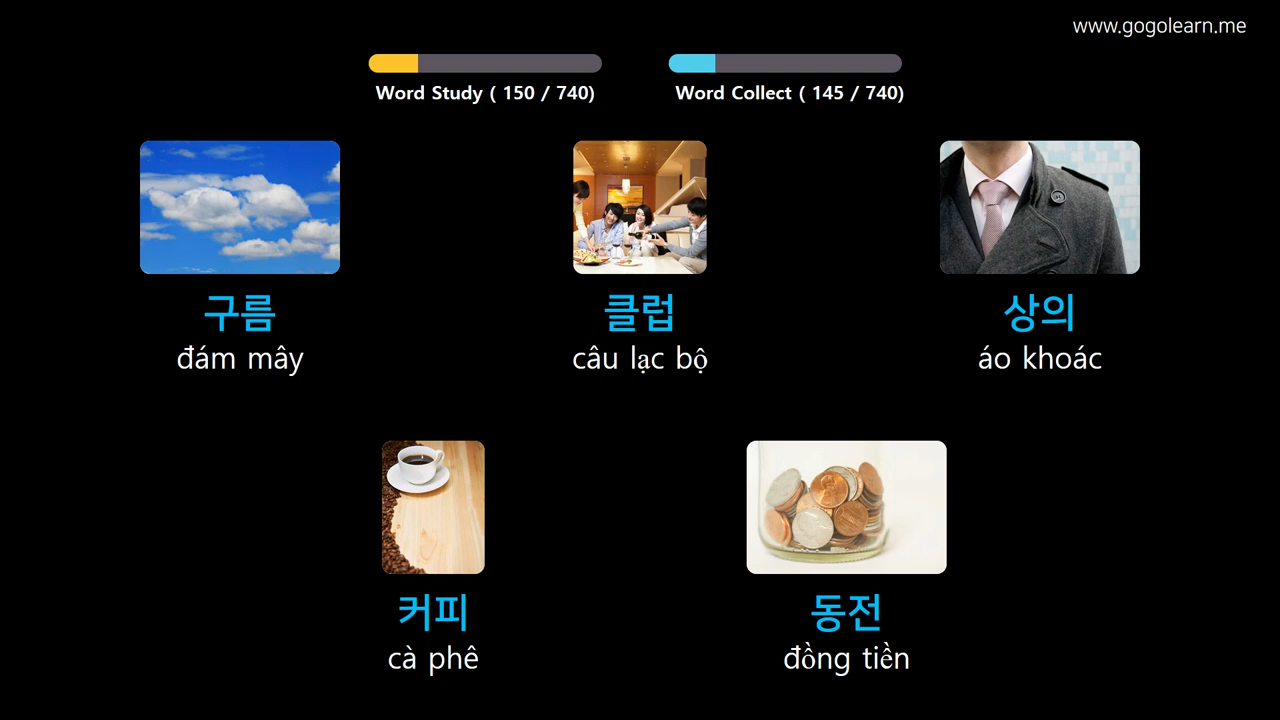 www.gogolearn.me
Word Study ( 150 / 740)
Word Collect ( 145 / 740)
구름
đám mây
클럽
câu lạc bộ
상의
áo khoác
커피
cà phê
동전
đồng tiền